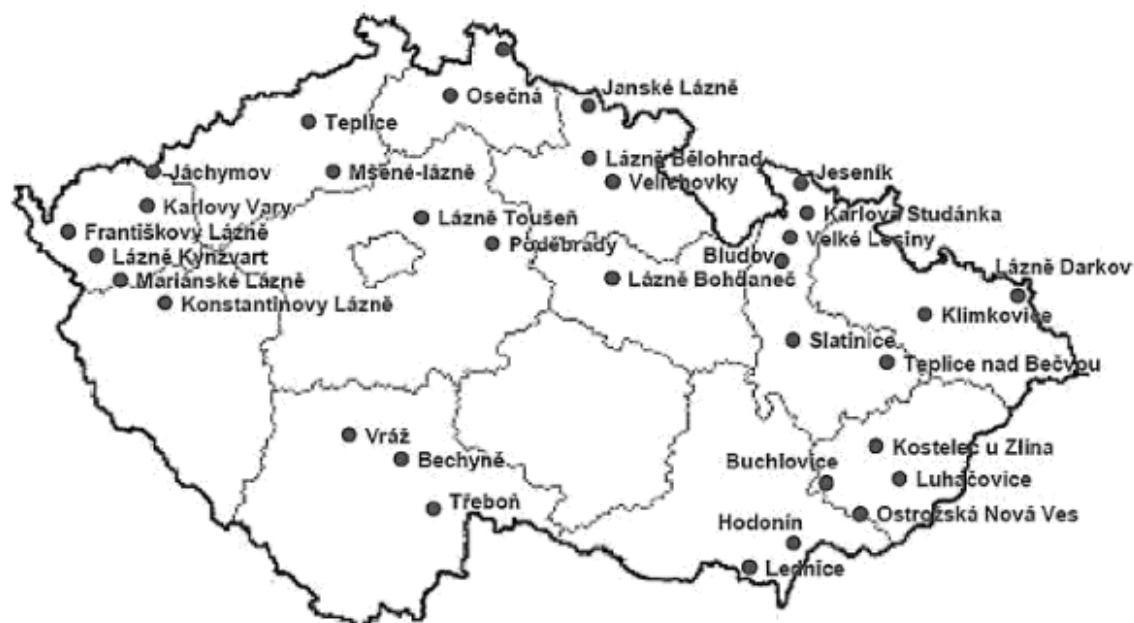 Janské Lázně
Osečná
Teplice
Lázně Bělohrad
Jáchymov
Mšené-lázně
Velichovky
Jeseník
Karlovy Vary
Lázně Toušeň
Karlova Studánka
Františkovy Lázně
Poděbrady
Velké Lesiny
Lázně Kynžvart
Bludov
Mariánské Lázně
Lázně Bohdaneč
Lázně Darkov
Konstantinovy Lázně
Klimkovice
Slatinice
Teplice nad Bečvou
Vráž
Kostelec u Zlína
Bechyně
Buchlovice
Luhačovice
Třeboň
Ostrožská Nová Ves
Hodonín
Lednice